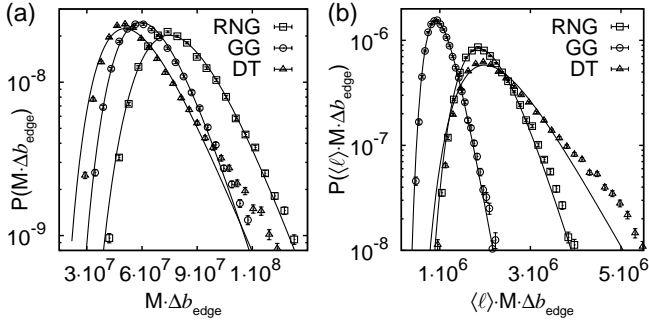 (a)
RNG
GG
DT
P(M·Δb_edge)
10^-8
10^-9
3·10^7 6·10^7 9·10^7 1·10^8
M·Δb_edge
(b)
RNG
GG
DT
P(⟨ℓ⟩·M·Δb_edge)
10^-6
10^-7
10^-8
1·10^6 3·10^6 5·10^6
⟨ℓ⟩·M·Δb_edge